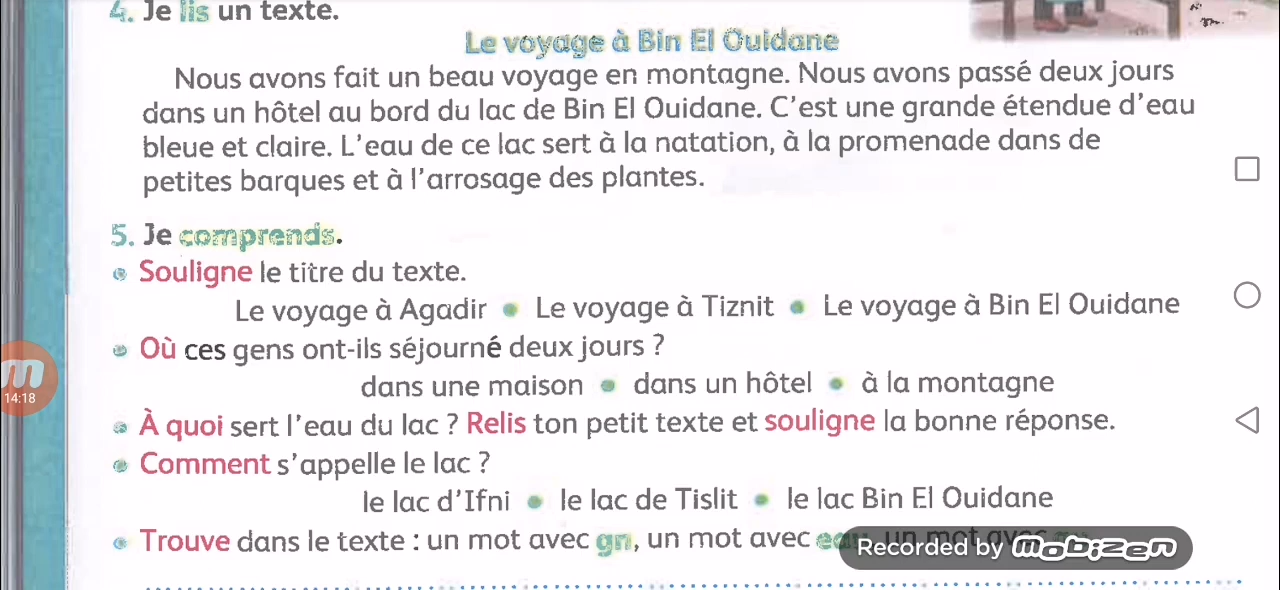 4. Je lis un texte.
Le voyage à Bin El Ouidane
Nous avons fait un beau voyage en montagne. Nous avons passé deux jours
dans un hôtel au bord du lac de Bin El Ouidane. C'est une grande étendue d'eau
bleue et claire. L'eau de ce lac sert à la natation, à la promenade dans de
petites barques et à l'arrosage des plantes.
5. Je comprends.
• Souligne le titre du texte.
Le voyage à Agadir • Le voyage à Tiznit • Le voyage à Bin El Ouidane
• Où ces gens ont-ils séjourné deux jours ?
dans une maison • dans un hôtel • à la montagne
m
14:18
• À quoi sert l'eau du lac ? Relis ton petit texte et souligne la bonne réponse.
• Comment s'appelle le lac ?
le lac d'Ifni • le lac de Tislit • le lac Bin El Ouidane
• Trouve dans le texte : un mot avec gn, un mot avec eau, un mot avec
Recorded by mobizen